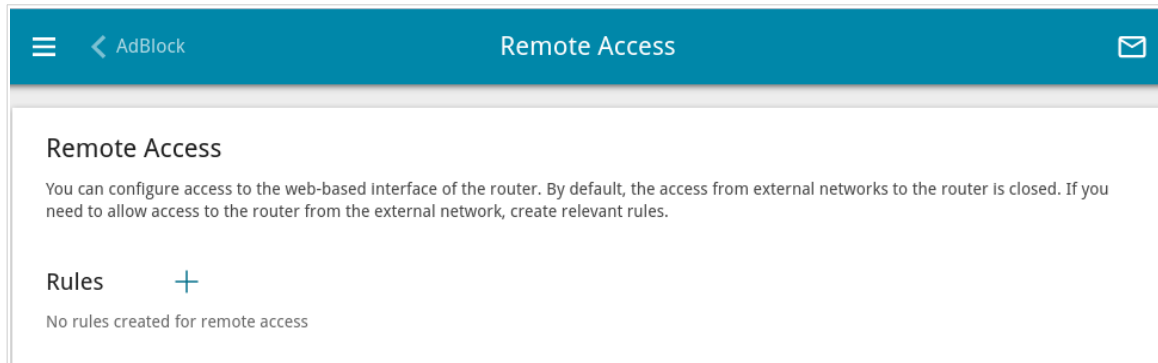 AdBlock
Remote Access
Remote Access
You can configure access to the web-based interface of the router. By default, the access from external networks to the router is closed. If you
need to allow access to the router from the external network, create relevant rules.
Rules
No rules created for remote access